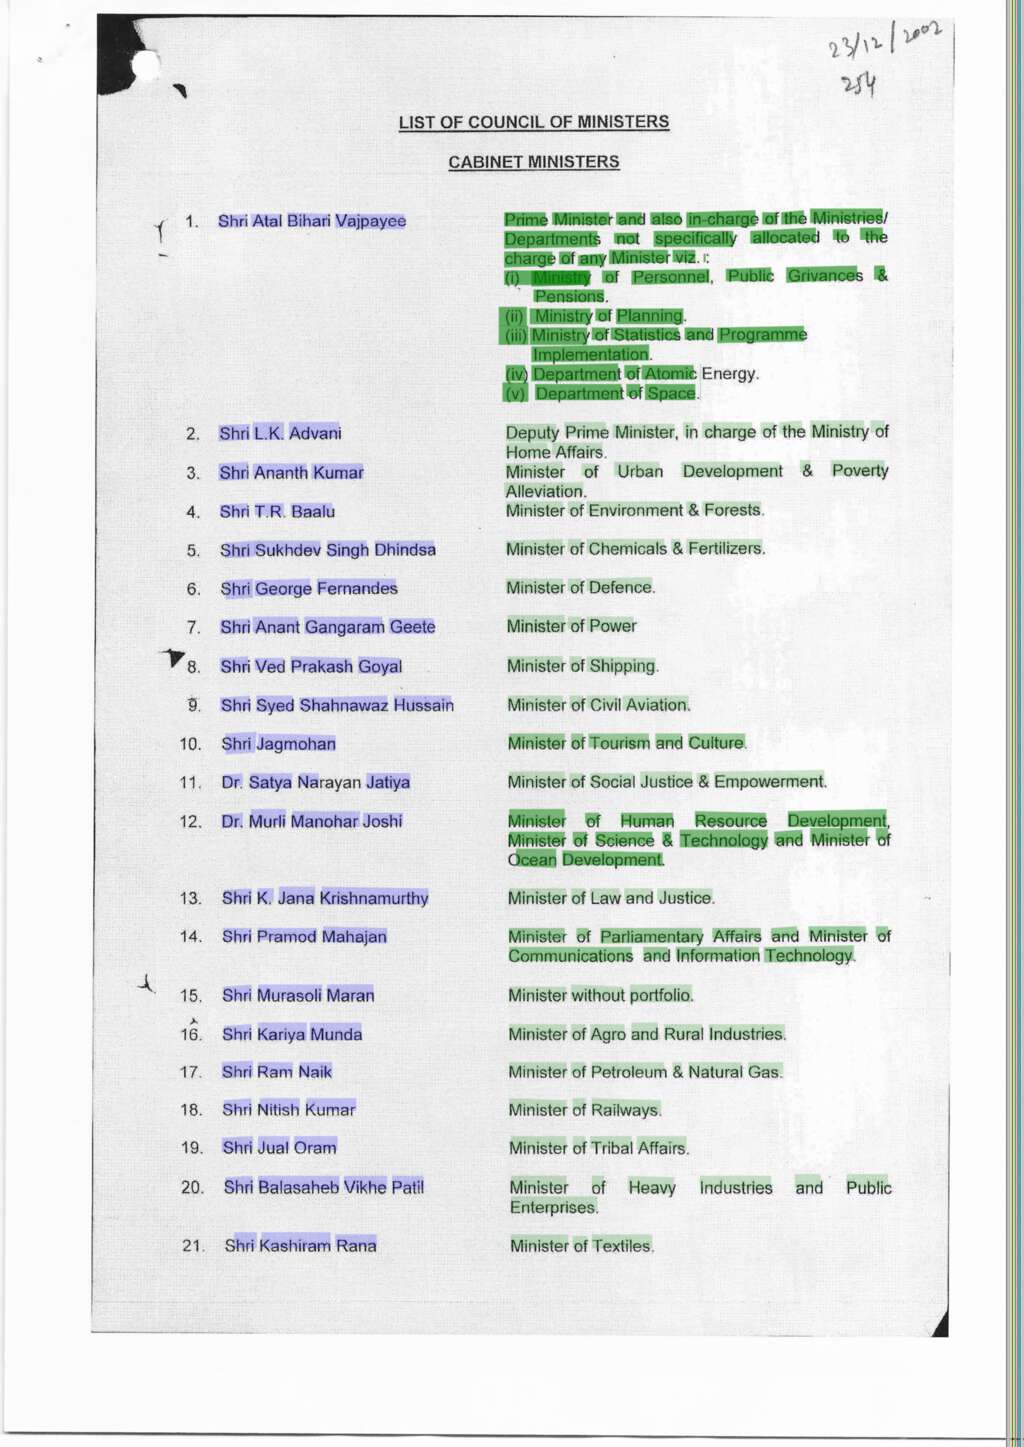 23/12/2002
254
LIST OF COUNCIL OF MINISTERS
CABINET MINISTERS
1. Shri Atal Bihari Vajpayee Prime Minister and also in-charge of the Ministries/
Departments not specifically allocated to the
charge of any Minister viz. :
(i) Ministry of Personnel, Public Grivances &
Pensions.
(ii) Ministry of Planning.
(iii) Ministry of Statistics and Programme
Implementation.
(iv) Department of Atomic Energy.
(v) Department of Space.
2. Shri L.K. Advani Deputy Prime Minister, in charge of the Ministry of
Home Affairs.
3. Shri Ananth Kumar Minister of Urban Development & Poverty
Alleviation.
4. Shri T.R. Baalu Minister of Environment & Forests.
5. Shri Sukhdev Singh Dhindsa Minister of Chemicals & Fertilizers.
6. Shri George Fernandes Minister of Defence.
7. Shri Anant Gangaram Geete Minister of Power
8. Shri Ved Prakash Goyal Minister of Shipping.
9. Shri Syed Shahnawaz Hussain Minister of Civil Aviation.
10. Shri Jagmohan Minister of Tourism and Culture.
11. Dr. Satya Narayan Jatiya Minister of Social Justice & Empowerment.
12. Dr. Murli Manohar Joshi Minister of Human Resource Development,
Minister of Science & Technology and Minister of
Ocean Development.
13. Shri K. Jana Krishnamurthy Minister of Law and Justice.
14. Shri Pramod Mahajan Minister of Parliamentary Affairs and Minister of
Communications and Information Technology.
15. Shri Murasoli Maran Minister without portfolio.
16. Shri Kariya Munda Minister of Agro and Rural Industries.
17. Shri Ram Naik Minister of Petroleum & Natural Gas.
18. Shri Nitish Kumar Minister of Railways.
19. Shri Jual Oram Minister of Tribal Affairs.
20. Shri Balasaheb Vikhe Patil Minister of Heavy Industries and Public
Enterprises.
21. Shri Kashiram Rana Minister of Textiles.